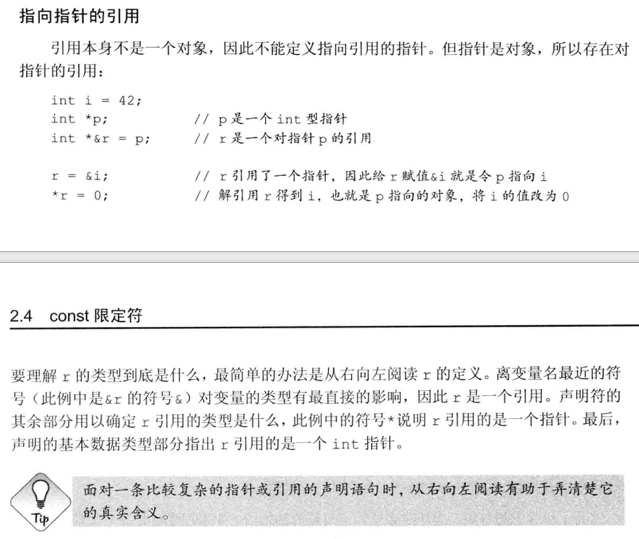 指向指针的引用
引用本身不是一个对象，因此不能定义指向引用的指针。但指针是对象，所以存在对
指针的引用：
int i = 42;
int *p; // p是一个int型指针
int *&r = p; // r是一个对指针p的引用
r = &i; // r引用了一个指针，因此给r赋值&i就是令p指向i
*r = 0; // 解引用r得到i，也就是p指向的对象，将i的值改为0
2.4 const 限定符
要理解 r 的类型到底是什么，最简单的办法是从右向左阅读 r 的定义。离变量名最近的符
号（此例中是&r 的符号&）对变量的类型有最直接的影响，因此 r 是一个引用。声明符的
其余部分用以确定 r 引用的类型是什么，此例中的符号*说明 r 引用的是一个指针。最后，
声明的基本数据类型部分指出 r 引用的是一个 int 指针。
面对一条比较复杂的指针或引用的声明语句时，从右向左阅读有助于弄清楚它
的真实含义。
Tip